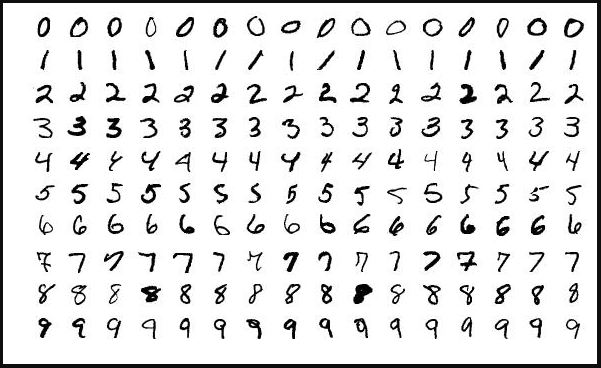 0 0 0 0 0 0 0 0 0 0 0 0 0 0 0 0
1 1 1 1 1 1 1 1 1 1 1 1 1 1 1 1
2 2 2 2 2 2 2 2 2 2 2 2 2 2 2 2
3 3 3 3 3 3 3 3 3 3 3 3 3 3 3 3
4 4 4 4 4 4 4 4 4 4 4 4 4 4 4 4
5 5 5 5 5 5 5 5 5 5 5 5 5 5 5 5
6 6 6 6 6 6 6 6 6 6 6 6 6 6 6 6
7 7 7 7 7 7 7 7 7 7 7 7 7 7 7 7
8 8 8 8 8 8 8 8 8 8 8 8 8 8 8 8
9 9 9 9 9 9 9 9 9 9 9 9 9 9 9 9